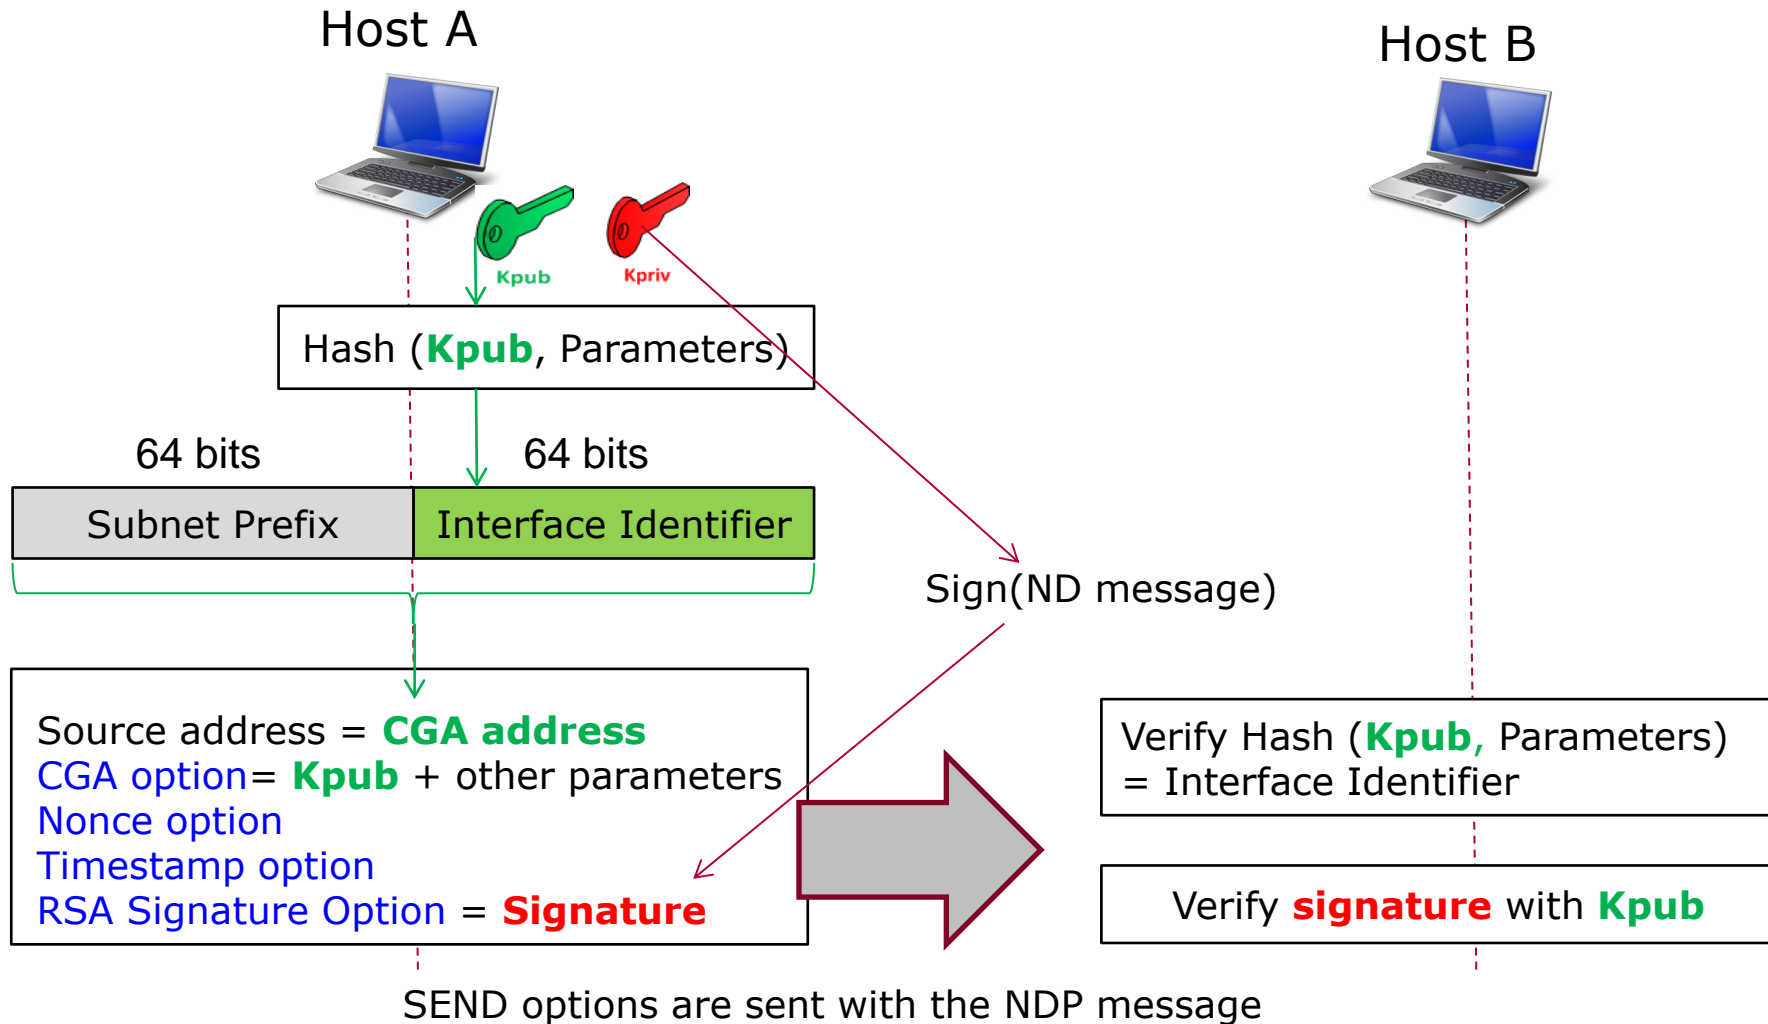 Host A
Host B
Kpub
Kpriv
Hash (Kpub, Parameters)
64 bits
64 bits
Subnet Prefix
Interface Identifier
Sign(ND message)
Source address = CGA address
CGA option= Kpub + other parameters
Nonce option
Timestamp option
RSA Signature Option = Signature
Verify Hash (Kpub, Parameters)
= Interface Identifier
Verify signature with Kpub
SEND options are sent with the NDP message